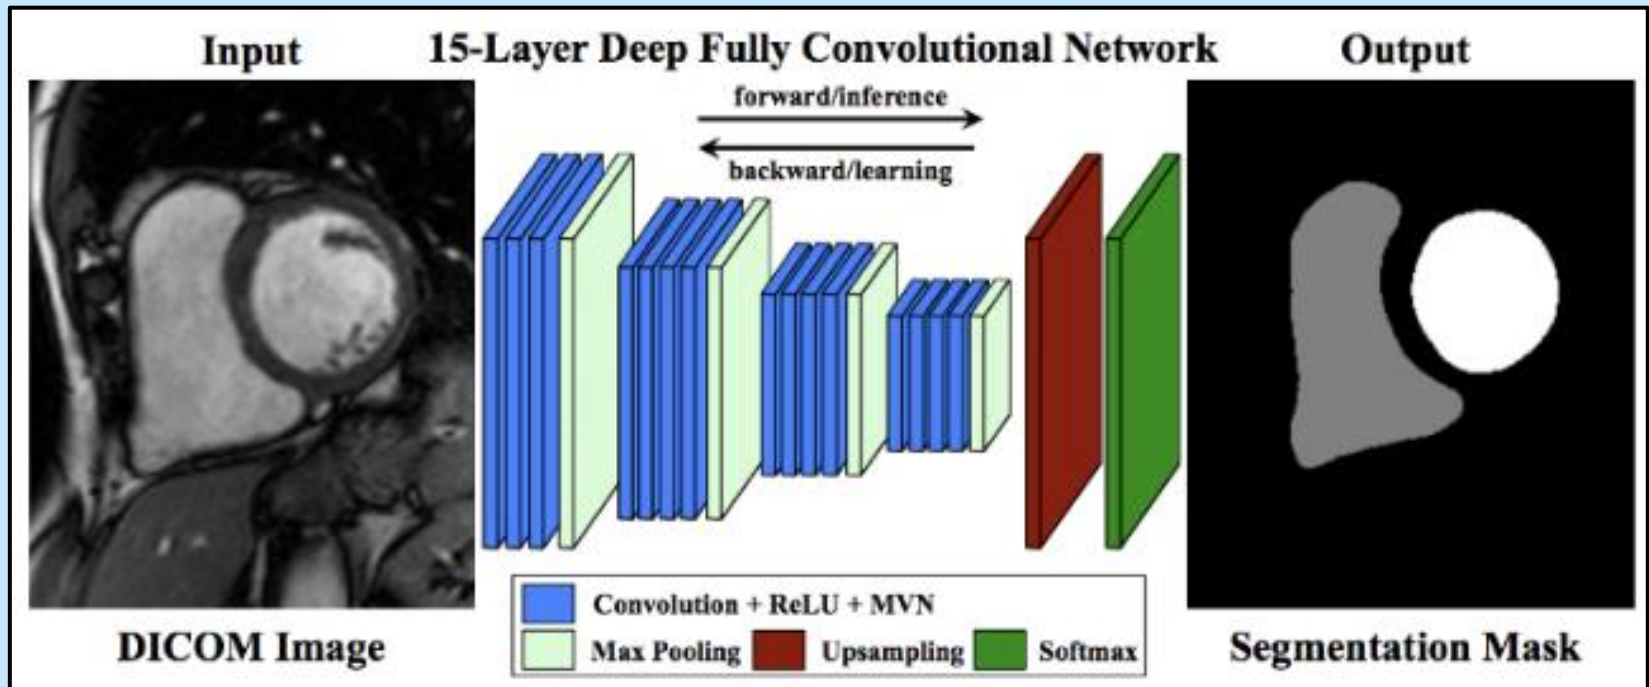 Input
15-Layer Deep Fully Convolutional Network
Output
forward/inference
backward/learning
Convolution + ReLU + MVN
Max Pooling
Upsampling
Softmax
DICOM Image
Segmentation Mask